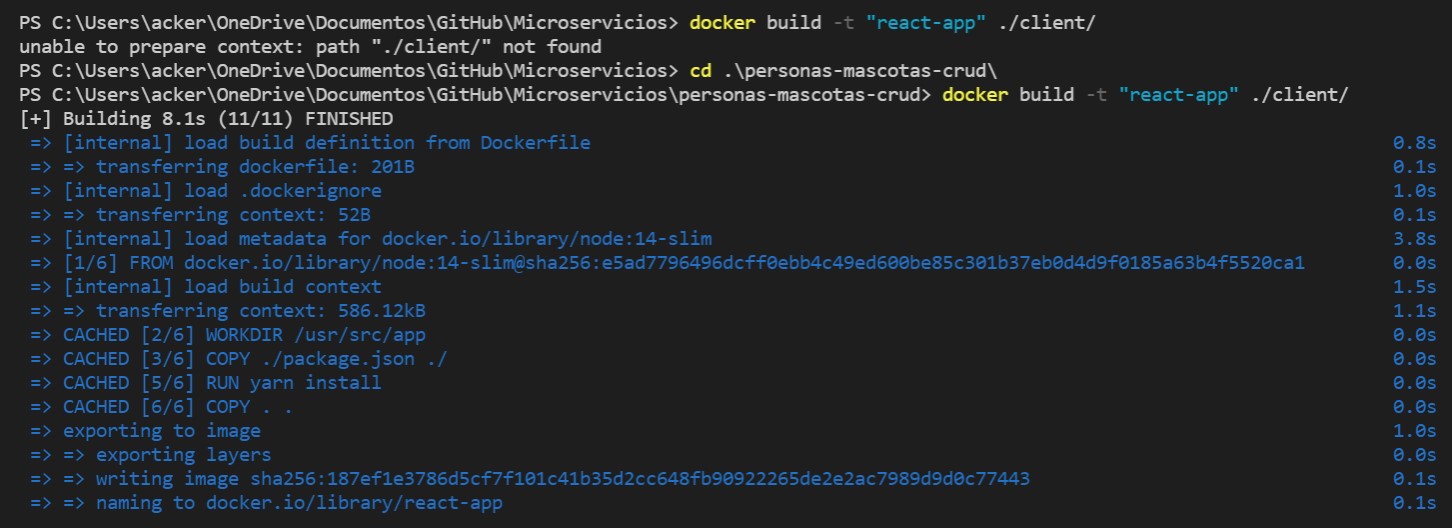 PS C:\Users\acker\OneDrive\Documentos\GitHub\Microservicios> docker build -t "react-app" ./client/
unable to prepare context: path "./client/" not found
PS C:\Users\acker\OneDrive\Documentos\GitHub\Microservicios> cd .\personas-mascotas-crud\
PS C:\Users\acker\OneDrive\Documentos\GitHub\Microservicios\personas-mascotas-crud> docker build -t "react-app" ./client/
[+] Building 8.1s (11/11) FINISHED
=> [internal] load build definition from Dockerfile 0.8s
=> => transferring dockerfile: 201B 0.1s
=> [internal] load .dockerignore 1.0s
=> => transferring context: 52B 0.1s
=> [internal] load metadata for docker.io/library/node:14-slim 3.8s
=> [1/6] FROM docker.io/library/node:14-slim@sha256:e5ad7796496dcff0ebb4c49ed600be85c301b37eb0d4d9f0185a63b4f5520ca1 0.0s
=> [internal] load build context 1.5s
=> => transferring context: 586.12kB 1.1s
=> CACHED [2/6] WORKDIR /usr/src/app 0.0s
=> CACHED [3/6] COPY ./package.json ./ 0.0s
=> CACHED [5/6] RUN yarn install 0.0s
=> CACHED [6/6] COPY . . 0.0s
=> exporting to image 1.0s
=> => exporting layers 0.0s
=> => writing image sha256:187ef1e3786d5cf7f101c41b35d2cc648fb90922265de2e2ac7989d9d0c77443 0.1s
=> => naming to docker.io/library/react-app 0.1s